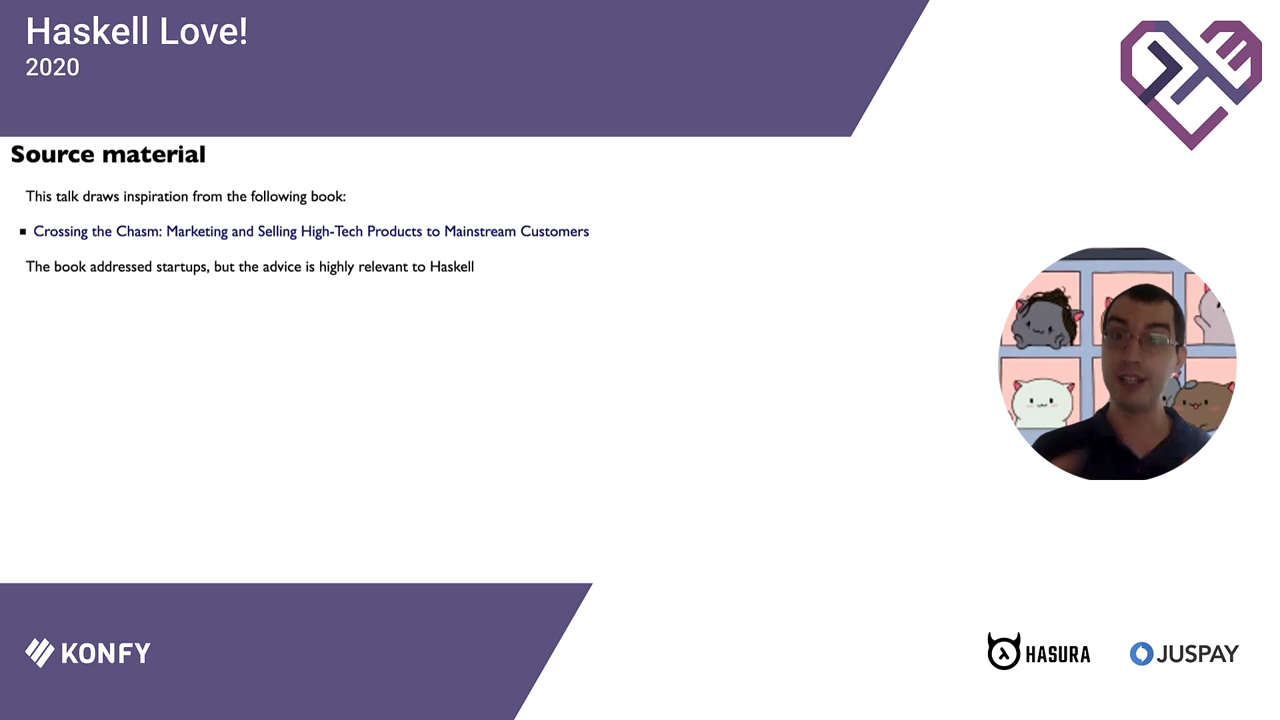 Haskell Love!
2020
Source material
This talk draws inspiration from the following book:
Crossing the Chasm: Marketing and Selling High-Tech Products to Mainstream Customers
The book addressed startups, but the advice is highly relevant to Haskell
KONFY
HASURA
JUSPAY